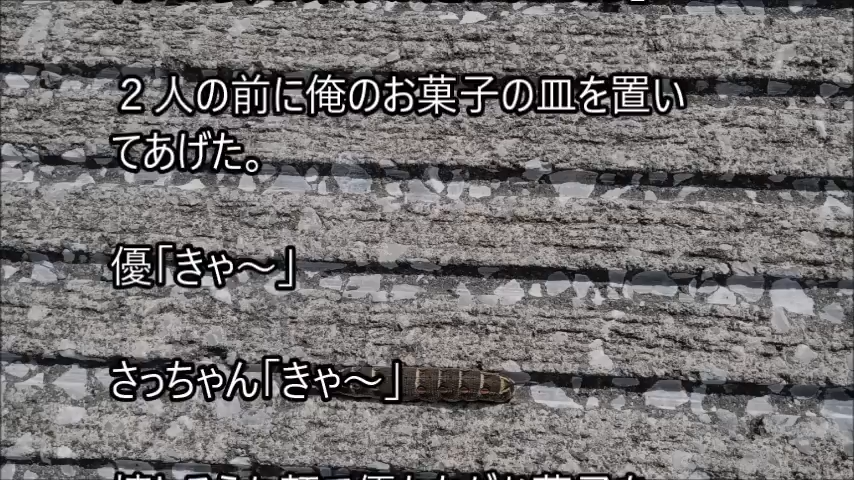 ２人の前に俺のお菓子の皿を置い
てあげた。
優「きゃ～」
さっちゃん「きゃ～」